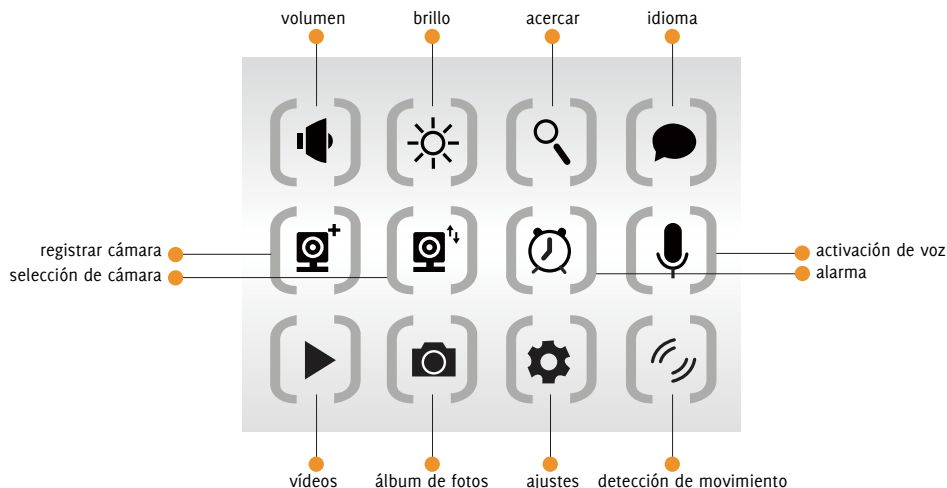 volumen
brillo
acercar
idioma
registrar cámara
activación de voz
selección de cámara
alarma
vídeos
álbum de fotos
ajustes
detección de movimiento